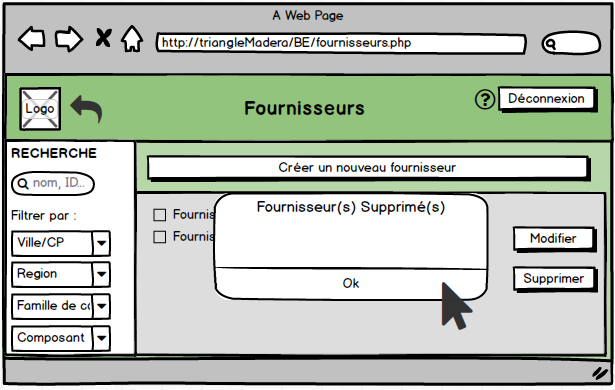 A Web Page
http://triangleMadera/BE/fournisseurs.php
Logo
Fournisseurs
?
Déconnexion
RECHERCHE
nom, ID...
Filtrer par :
Ville/CP
Region
Famille de co
Composant
Créer un nouveau fournisseur
Fournis
Fournis
Fournisseur(s) Supprimé(s)
Ok
Modifier
Supprimer